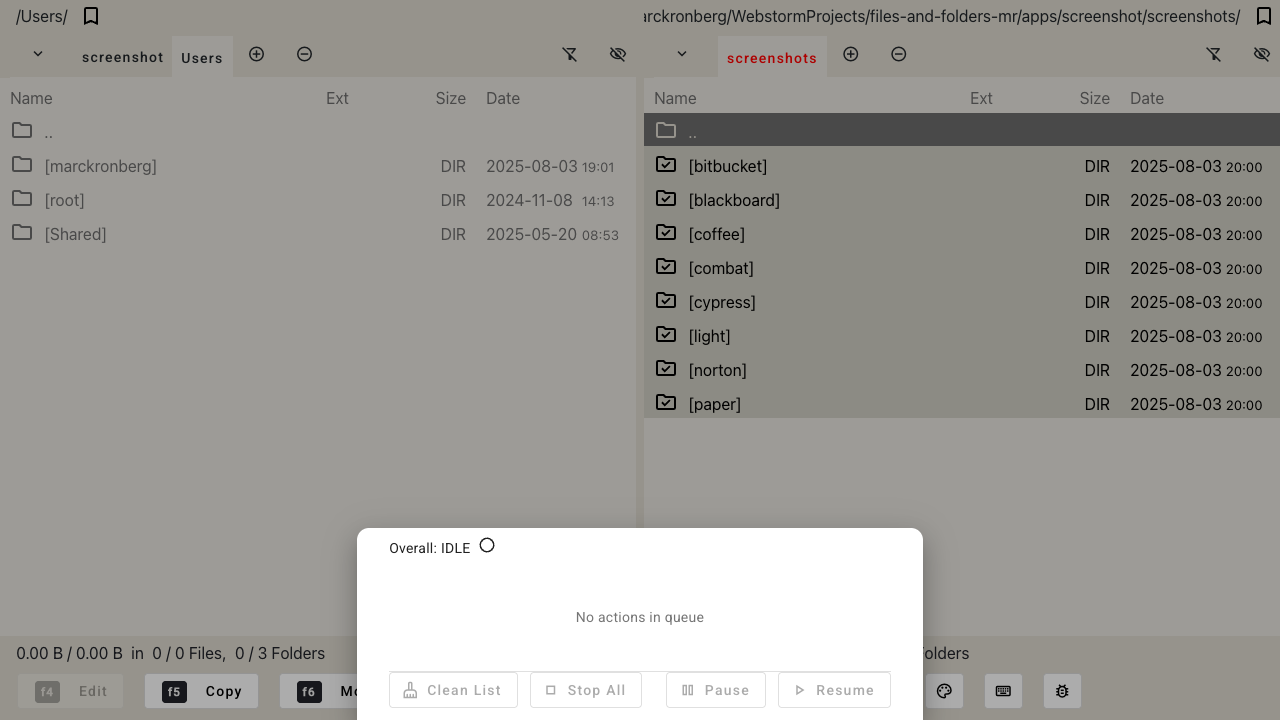 /Users/
arckronberg/WebstormProjects/files-and-folders-mr/apps/screenshot/screenshots/
screenshot Users
screenshots
Name Ext Size Date
..
[marckronberg] DIR 2025-08-03 19:01
[root] DIR 2024-11-08 14:13
[Shared] DIR 2025-05-20 08:53
Name Ext Size Date
..
[bitbucket] DIR 2025-08-03 20:00
[blackboard] DIR 2025-08-03 20:00
[coffee] DIR 2025-08-03 20:00
[combat] DIR 2025-08-03 20:00
[cypress] DIR 2025-08-03 20:00
[light] DIR 2025-08-03 20:00
[norton] DIR 2025-08-03 20:00
[paper] DIR 2025-08-03 20:00
Overall: IDLE
No actions in queue
Clean List Stop All Pause Resume
0.00 B / 0.00 B in 0 / 0 Files, 0 / 3 Folders
olders
f4 Edit f5 Copy f6 Mo